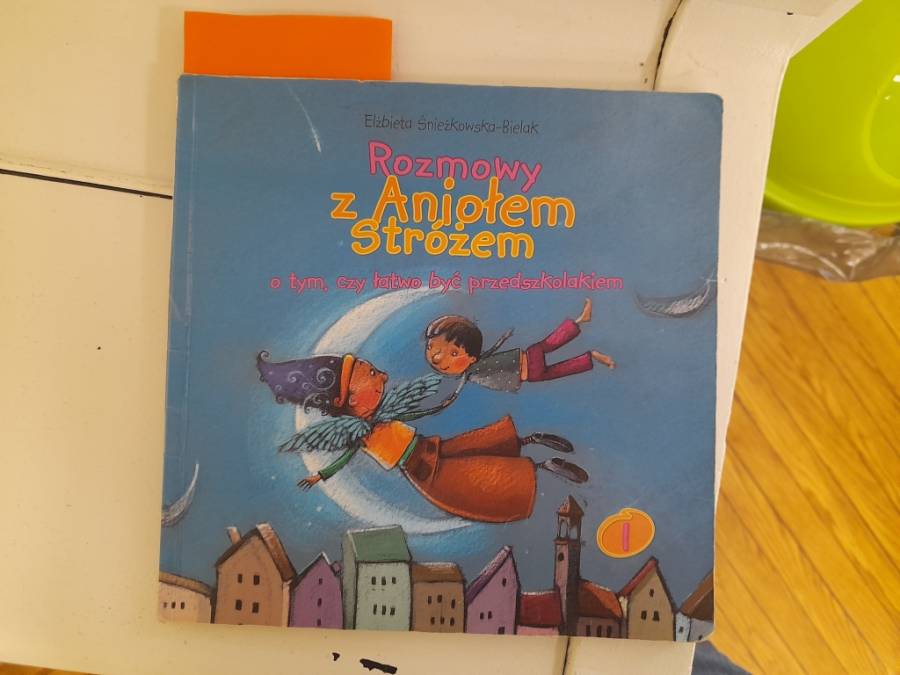 Elżbieta Śnieżkowska-Bielak
Rozmowy
z Aniołem
Stróżem
o tym, czy łatwo być przedszkolakiem
1